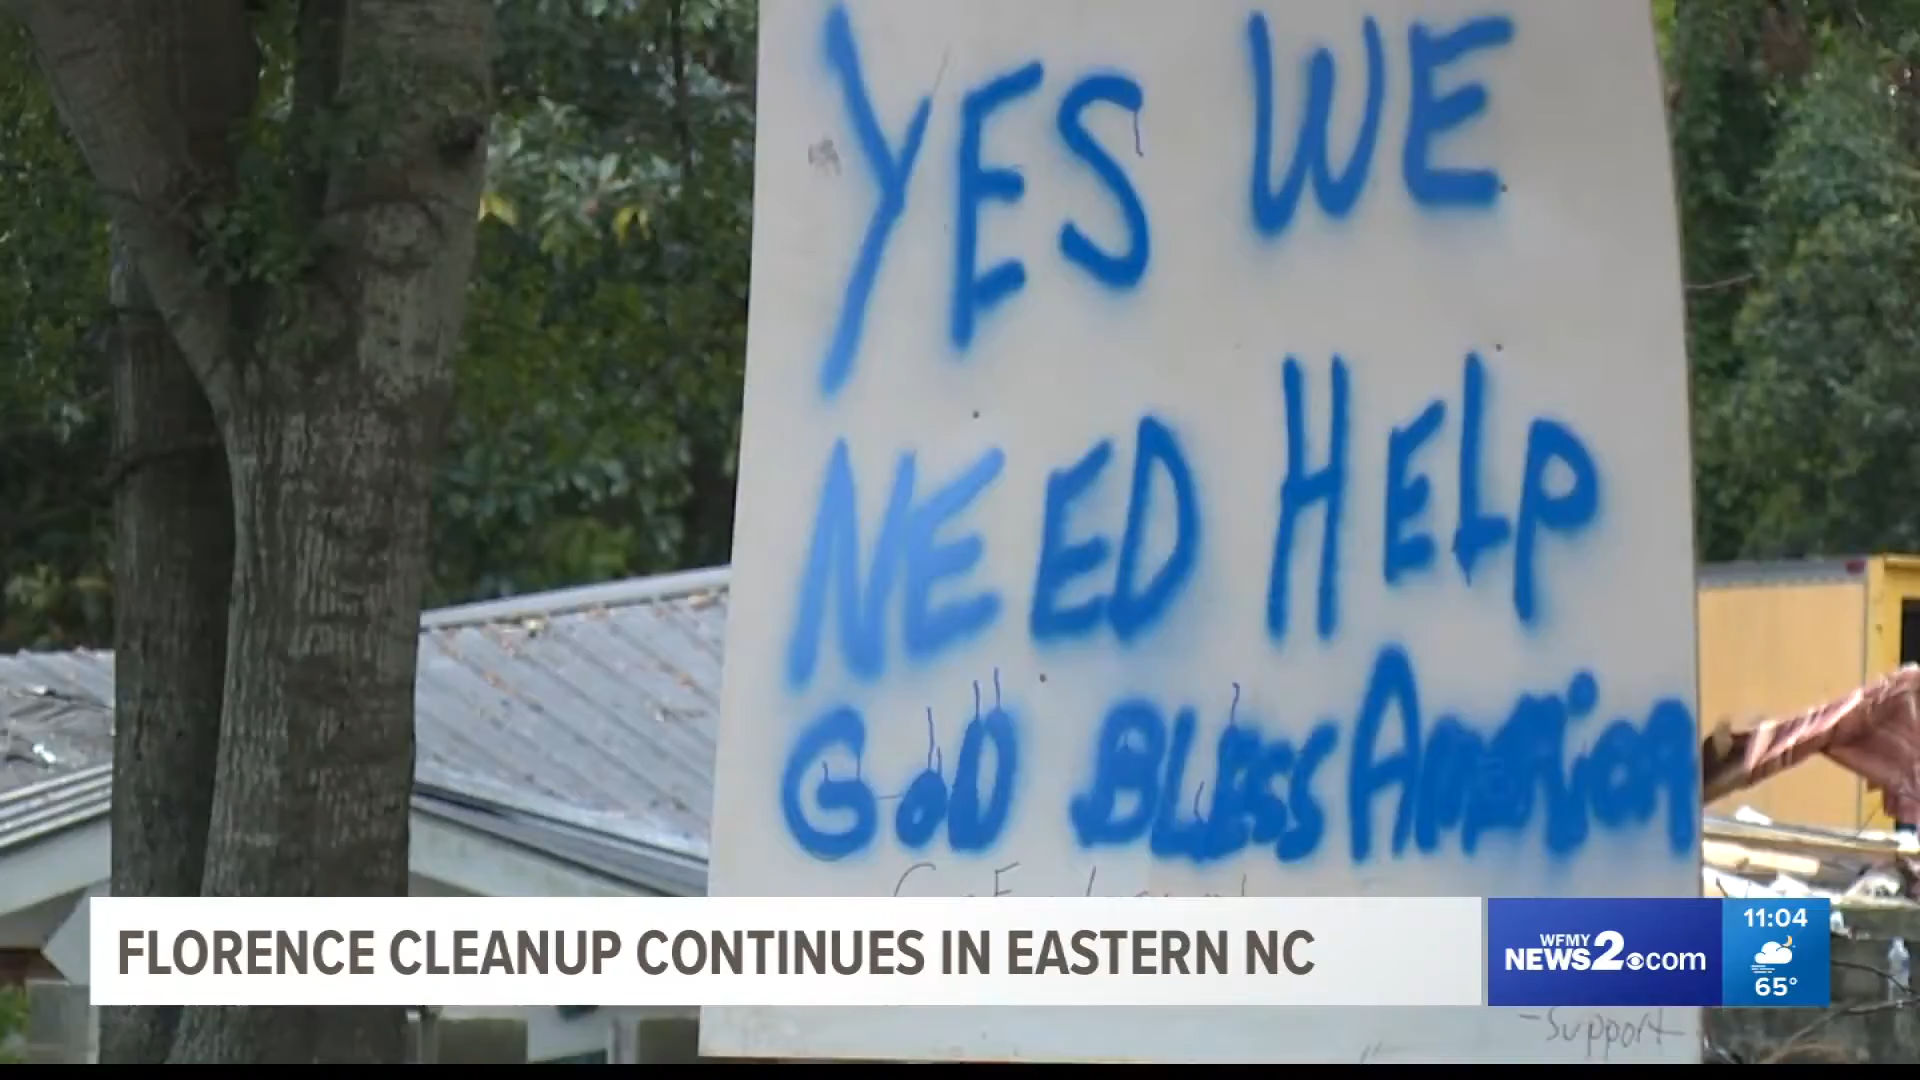 YES WE
NEED HELP
GOD BLESS American
FLORENCE CLEANUP CONTINUES IN EASTERN NC
WFMY
NEWS2.com
11:04
65°
-Support